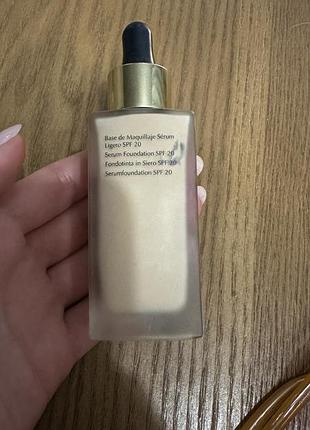 Base de Maquillaje Sérum
Ligero SPF 20
Serum Foundation SPF 20
Fondotinta in Siero SPF 20
Serumfoundation SPF 20